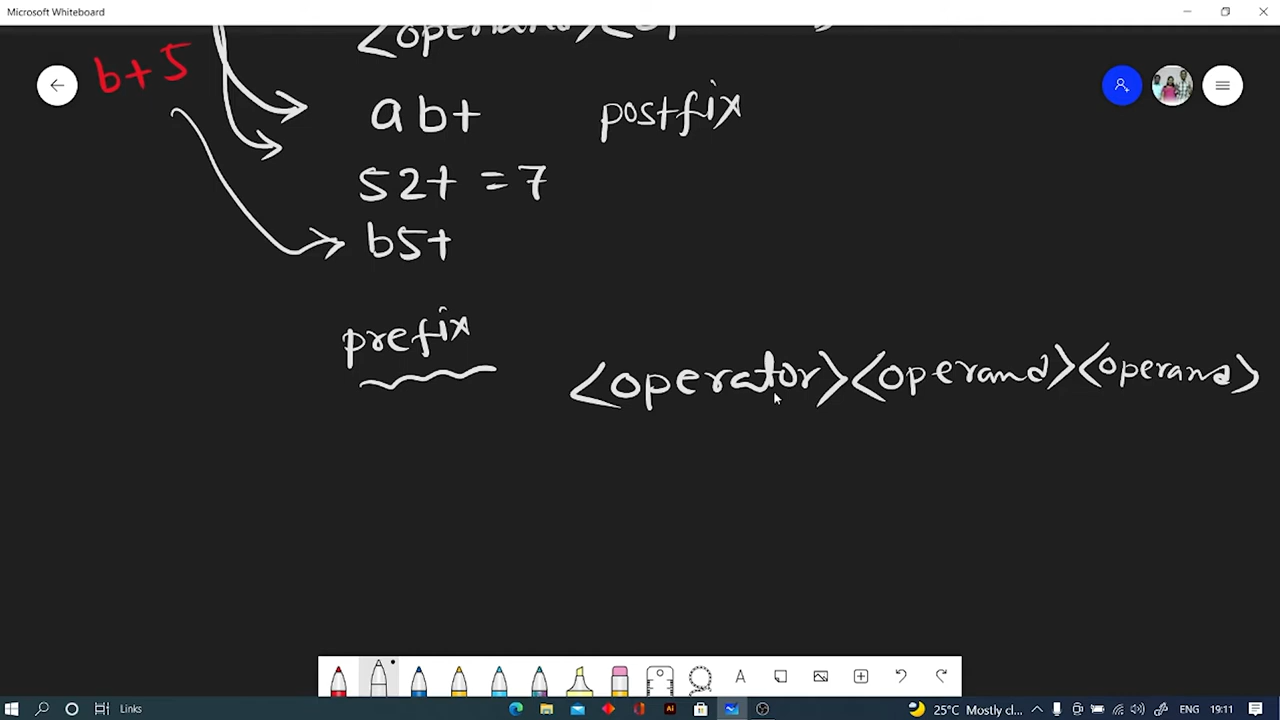 Microsoft Whiteboard
b+5
ab+ postfix
52+ =7
b5+
prefix
<operator><operand><operand>
A
Links
Ai
25°C Mostly cl... ENG 19:11